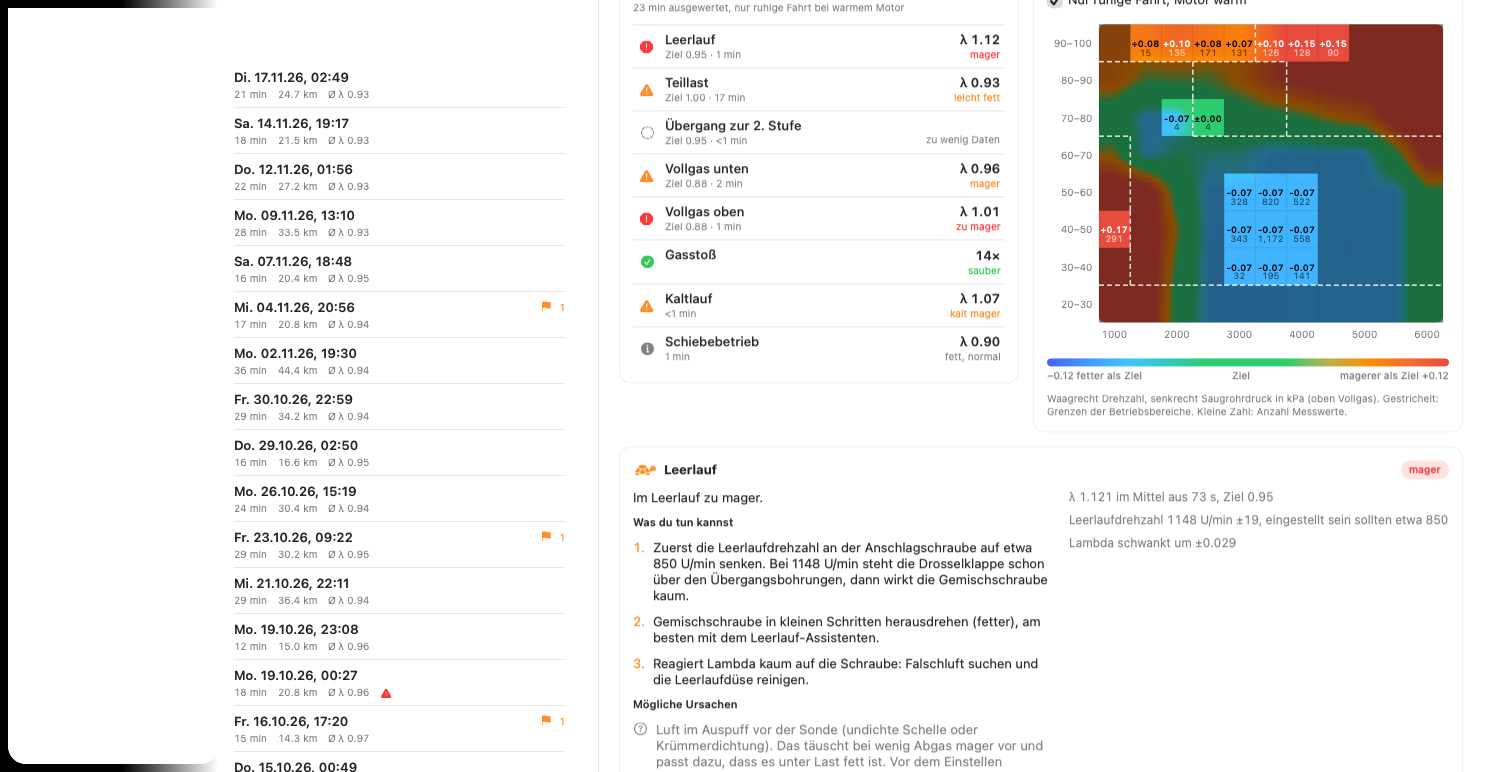 Di. 17.11.26, 02:49
21 min 24.7 km Ø λ 0.93
Sa. 14.11.26, 19:17
18 min 21.5 km Ø λ 0.93
Do. 12.11.26, 01:56
22 min 27.2 km Ø λ 0.93
Mo. 09.11.26, 13:10
28 min 33.5 km Ø λ 0.93
Sa. 07.11.26, 18:48
16 min 20.4 km Ø λ 0.95
Mi. 04.11.26, 20:56 1
17 min 20.8 km Ø λ 0.94
Mo. 02.11.26, 19:30
36 min 44.4 km Ø λ 0.94
Fr. 30.10.26, 22:59
29 min 34.2 km Ø λ 0.94
Do. 29.10.26, 02:50
16 min 16.6 km Ø λ 0.95
Mo. 26.10.26, 15:19
24 min 30.4 km Ø λ 0.94
Fr. 23.10.26, 09:22 1
29 min 30.2 km Ø λ 0.95
Mi. 21.10.26, 22:11
29 min 36.4 km Ø λ 0.94
Mo. 19.10.26, 23:08
12 min 15.0 km Ø λ 0.96
Mo. 19.10.26, 00:27
18 min 20.8 km Ø λ 0.96
Fr. 16.10.26, 17:20 1
15 min 14.3 km Ø λ 0.97
Do. 15.10.26, 00:49
23 min ausgewertet, nur ruhige Fahrt bei warmem Motor
Leerlauf λ 1.12
Ziel 0.95 · 1 min mager
Teillast λ 0.93
Ziel 1.00 · 17 min leicht fett
Übergang zur 2. Stufe
Ziel 0.95 · <1 min zu wenig Daten
Vollgas unten λ 0.96
Ziel 0.88 · 2 min mager
Vollgas oben λ 1.01
Ziel 0.88 · 1 min zu mager
Gasstoß 14×
sauber
Kaltlauf λ 1.07
<1 min kalt mager
Schiebebetrieb λ 0.90
1 min fett, normal
Nur ruhige Fahrt, Motor warm
90–100 +0.08 +0.10 +0.08 +0.07 +0.10 +0.15 +0.15
15 135 171 131 126 128 90
80–90
70–80 -0.07 ±0.00
4 4
60–70
50–60 -0.07 -0.07 -0.07
328 820 522
40–50 +0.17 -0.07 -0.07 -0.07
291 343 1,172 558
30–40 -0.07 -0.07 -0.07
32 195 141
20–30
1000 2000 3000 4000 5000 6000
−0.12 fetter als Ziel Ziel magerer als Ziel +0.12
Waagrecht Drehzahl, senkrecht Saugrohrdruck in kPa (oben Vollgas). Gestrichelt:
Grenzen der Betriebsbereiche. Kleine Zahl: Anzahl Messwerte.
Leerlauf mager
Im Leerlauf zu mager.
Was du tun kannst
1. Zuerst die Leerlaufdrehzahl an der Anschlagschraube auf etwa
850 U/min senken. Bei 1148 U/min steht die Drosselklappe schon
über den Übergangsbohrungen, dann wirkt die Gemischschraube
kaum.
2. Gemischschraube in kleinen Schritten herausdrehen (fetter), am
besten mit dem Leerlauf-Assistenten.
3. Reagiert Lambda kaum auf die Schraube: Falschluft suchen und
die Leerlaufdüse reinigen.
Mögliche Ursachen
Luft im Auspuff vor der Sonde (undichte Schelle oder
Krümmerdichtung). Das täuscht bei wenig Abgas mager vor und
passt dazu, dass es unter Last fett ist. Vor dem Einstellen
λ 1.121 im Mittel aus 73 s, Ziel 0.95
Leerlaufdrehzahl 1148 U/min ±19, eingestellt sein sollten etwa 850
Lambda schwankt um ±0.029